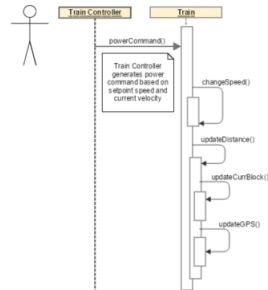 Train Controller
Train
powerCommand()
Train Controller
generates power
command based on
setpoint speed and
current velocity
changeSpeed()
updateDistance()
updateCurrBlock()
updateGPS()